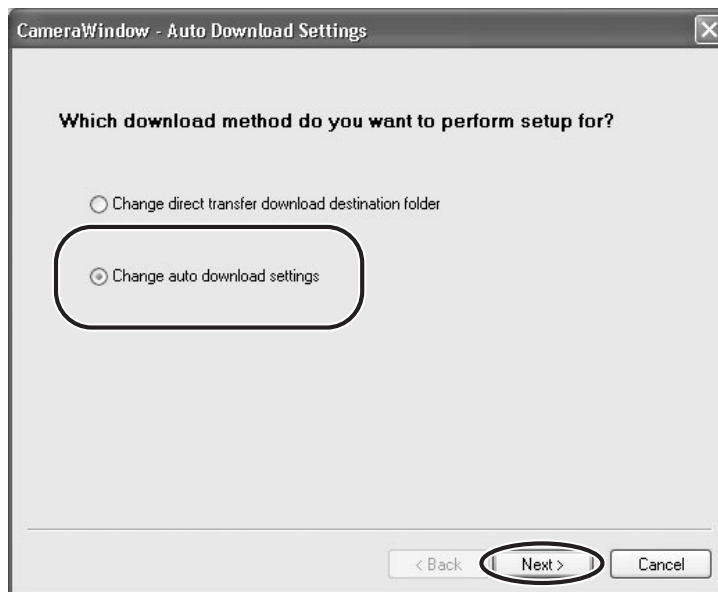 CameraWindow - Auto Download Settings
Which download method do you want to perform setup for?
Change direct transfer download destination folder
Change auto download settings
< Back Next > Cancel